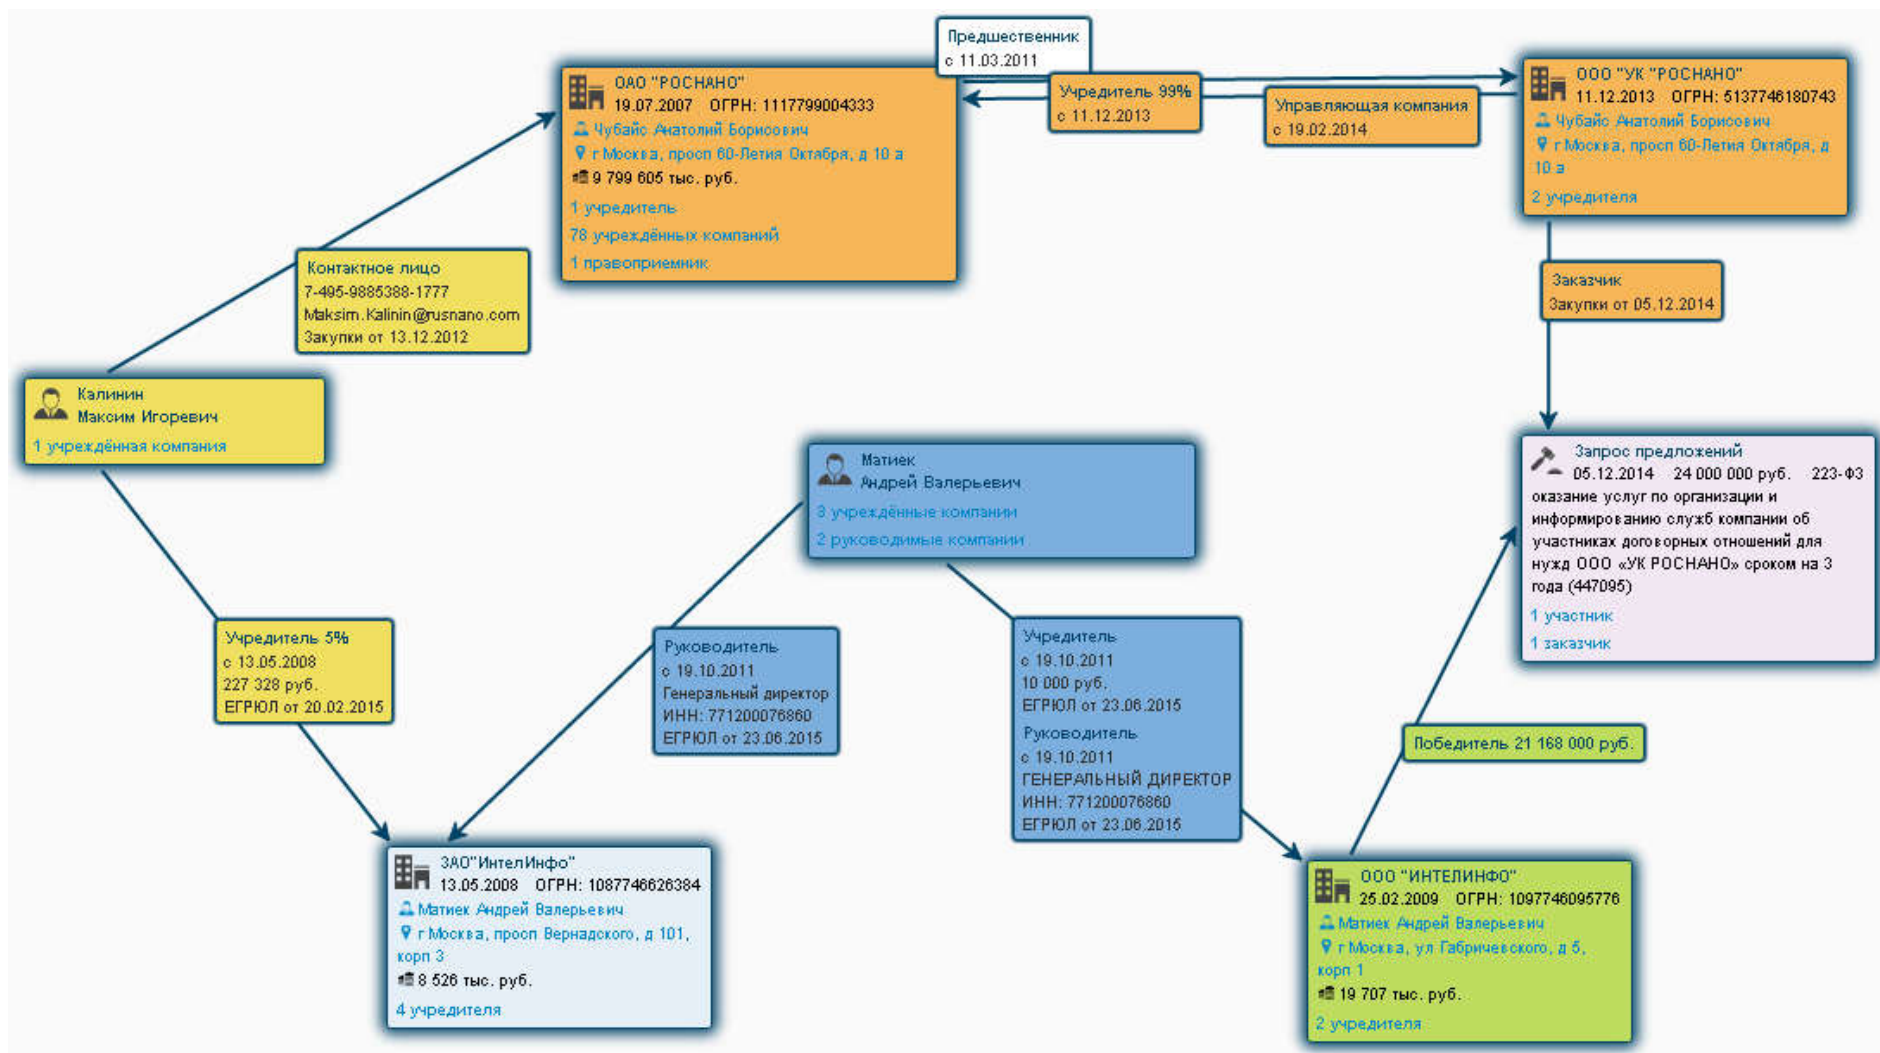 Предшественник
с 11.03.2011
ОАО "РОСНАНО"
19.07.2007 ОГРН: 1117799004333
Чубайс Анатолий Борисович
г Москва, просп 60-Летия Октября, д 10 а
9 799 605 тыс. руб.
1 учредитель
78 учреждённых компаний
1 правоприемник
Учредитель 99%
с 11.12.2013
Управляющая компания
с 19.02.2014
ООО "УК "РОСНАНО"
11.12.2013 ОГРН: 5137746180743
Чубайс Анатолий Борисович
г Москва, просп 60-Летия Октября, д
10 а
2 учредителя
Контактное лицо
7-495-9885388-1777
Maksim.Kalinin@rusnano.com
Закупки от 13.12.2012
Заказчик
Закупки от 05.12.2014
Калинин
Максим Игоревич
1 учреждённая компания
Матиек
Андрей Валерьевич
3 учреждённые компании
2 руководимые компании
Запрос предложений
05.12.2014 24 000 000 руб. 223-ФЗ
оказание услуг по организации и
информированию служб компании об
участниках договорных отношений для
нужд ООО «УК РОСНАНО» сроком на 3
года (447095)
1 участник
1 заказчик
Учредитель 5%
с 13.05.2008
227 328 руб.
ЕГРЮЛ от 20.02.2015
Руководитель
с 19.10.2011
Генеральный директор
ИНН: 771200076860
ЕГРЮЛ от 23.06.2015
Учредитель
с 19.10.2011
10 000 руб.
ЕГРЮЛ от 23.06.2015
Руководитель
с 19.10.2011
ГЕНЕРАЛЬНЫЙ ДИРЕКТОР
ИНН: 771200076860
ЕГРЮЛ от 23.06.2015
Победитель 21 168 000 руб.
ЗАО"ИнтелИнфо"
13.05.2008 ОГРН: 1087746626384
Матиек Андрей Валерьевич
г Москва, просп Вернадского, д 101,
корп 3
8 526 тыс. руб.
4 учредителя
ООО "ИНТЕЛИНФО"
25.02.2009 ОГРН: 1097746095776
Матиек Андрей Валерьевич
г Москва, ул Габричевского, д 5,
корп 1
19 707 тыс. руб.
2 учредителя